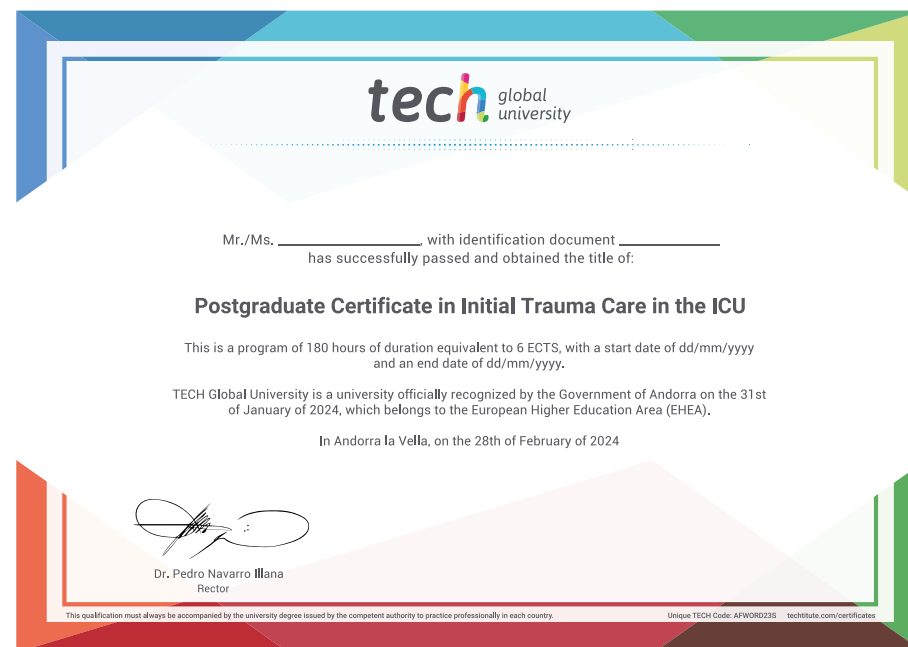 tech global
university
Mr./Ms. ____________________, with identification document ______________
has successfully passed and obtained the title of:
Postgraduate Certificate in Initial Trauma Care in the ICU
This is a program of 180 hours of duration equivalent to 6 ECTS, with a start date of dd/mm/yyyy
and an end date of dd/mm/yyyy.
TECH Global University is a university officially recognized by the Government of Andorra on the 31st
of January of 2024, which belongs to the European Higher Education Area (EHEA).
In Andorra la Vella, on the 28th of February of 2024
Dr. Pedro Navarro Illana
Rector
This qualification must always be accompanied by the university degree issued by the competent authority to practice professionally in each country. Unique TECH Code: AFWORD23S techtitute.com/certificates